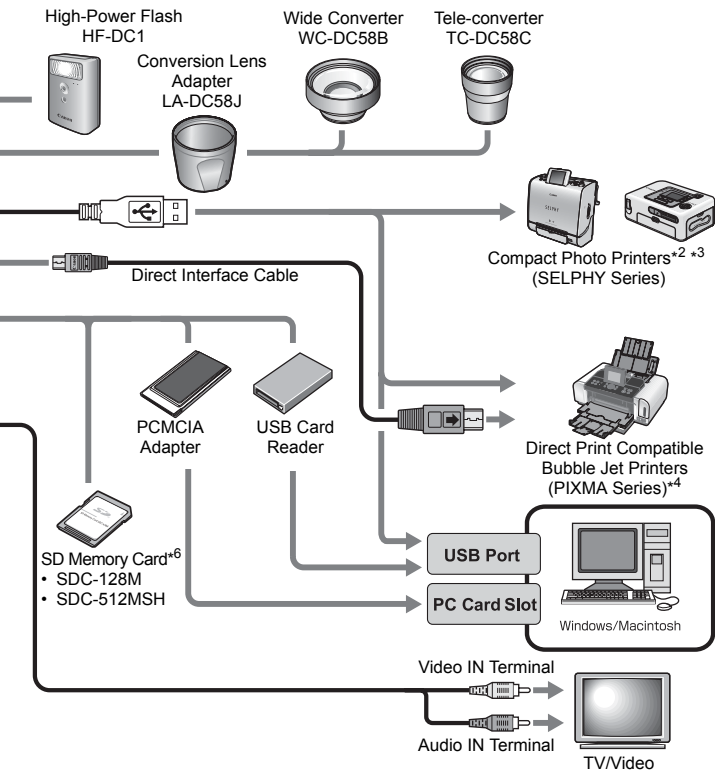 High-Power Flash
HF-DC1
Wide Converter
WC-DC58B
Tele-converter
TC-DC58C
Conversion Lens
Adapter
LA-DC58J
Canon
SELPHY
Compact Photo Printers*2 *3
(SELPHY Series)
Direct Interface Cable
PCMCIA
Adapter
USB Card
Reader
Direct Print Compatible
Bubble Jet Printers
(PIXMA Series)*4
SD Memory Card*6
• SDC-128M
• SDC-512MSH
USB Port
PC Card Slot
Windows/Macintosh
Video IN Terminal
Audio IN Terminal
TV/Video